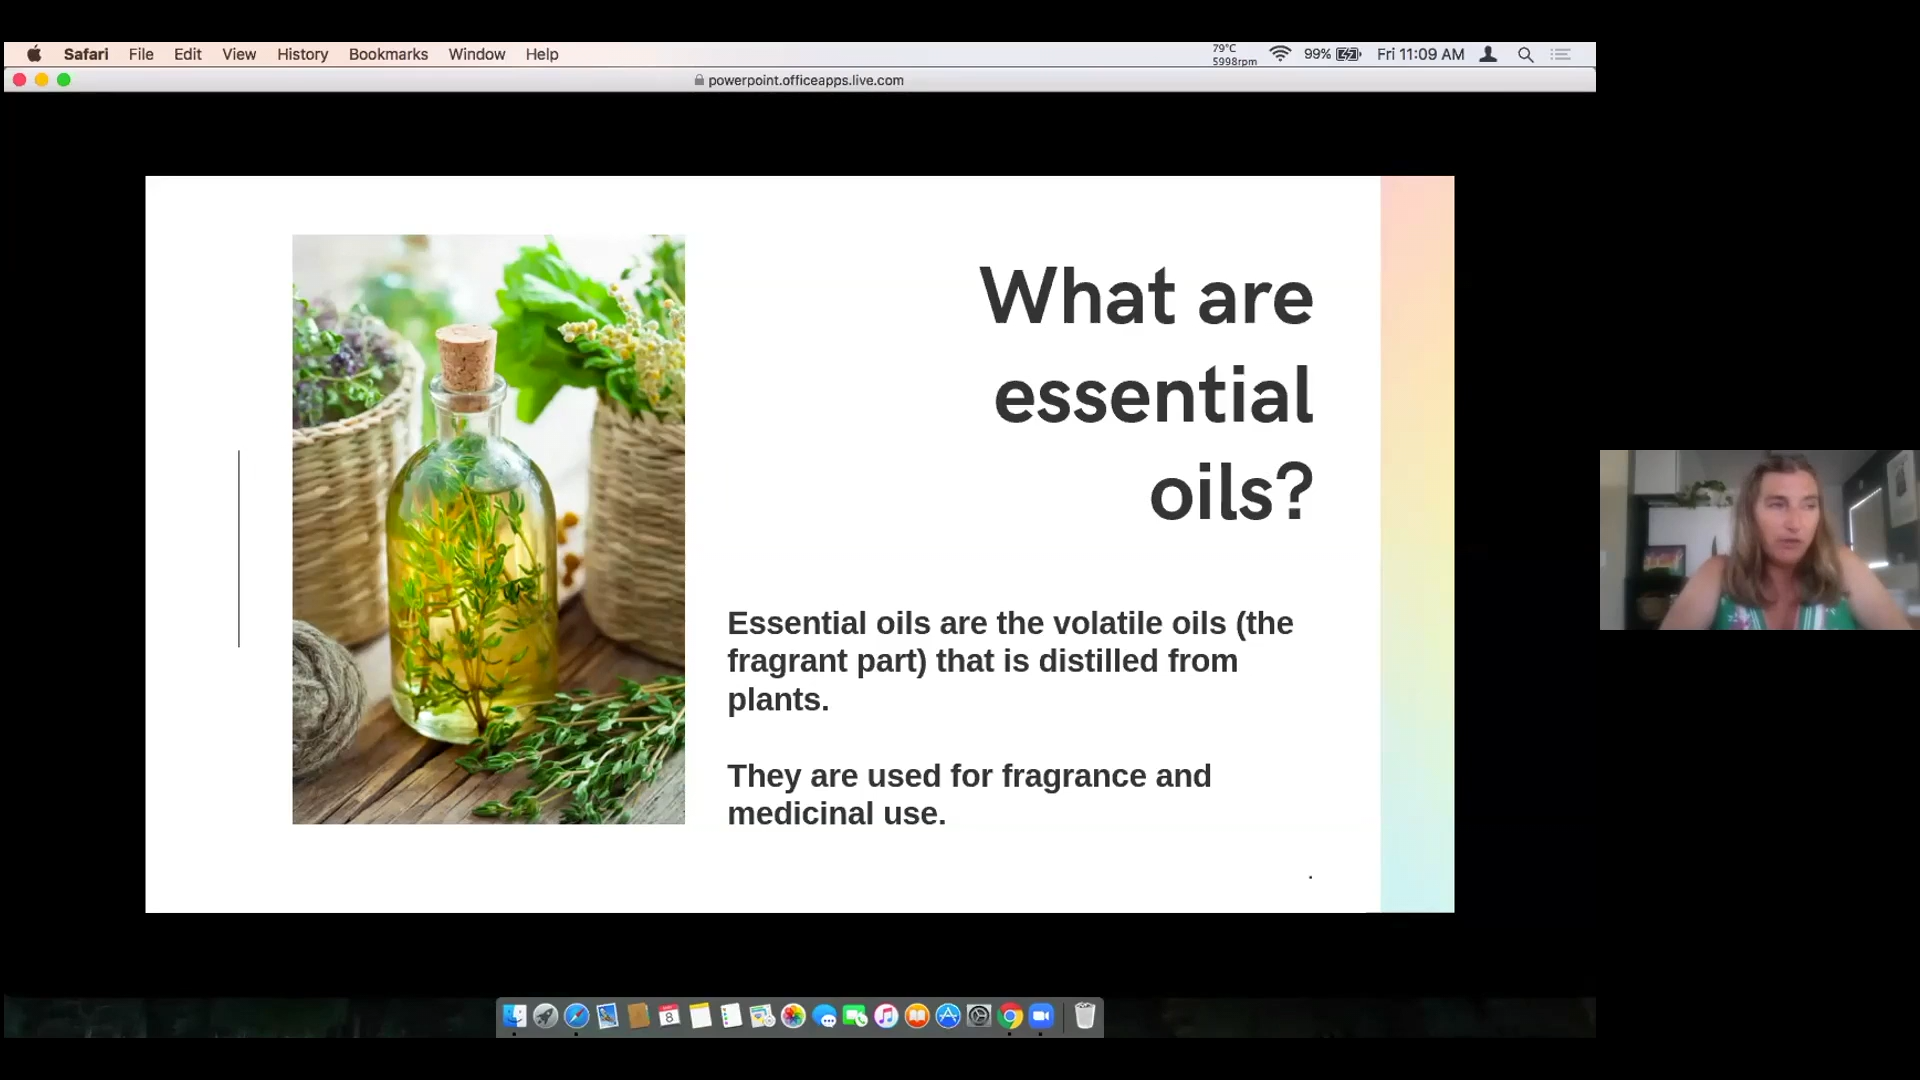 Safari File Edit View History Bookmarks Window Help 79°C 5998rpm 99% Fri 11:09 AM
powerpoint.officeapps.live.com
What are
essential
oils?
Essential oils are the volatile oils (the
fragrant part) that is distilled from
plants.
They are used for fragrance and
medicinal use.
.
8